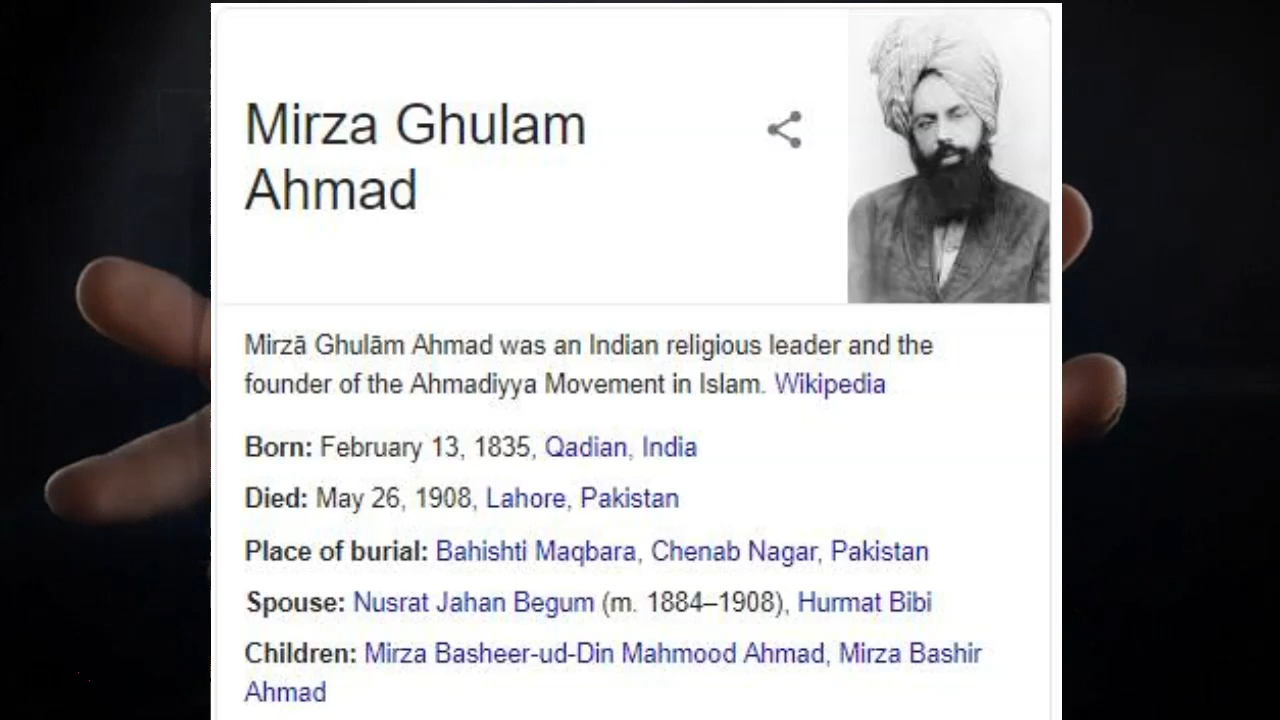 Mirza Ghulam
Ahmad
Mirzā Ghulām Ahmad was an Indian religious leader and the
founder of the Ahmadiyya Movement in Islam. Wikipedia
Born: February 13, 1835, Qadian, India
Died: May 26, 1908, Lahore, Pakistan
Place of burial: Bahishti Maqbara, Chenab Nagar, Pakistan
Spouse: Nusrat Jahan Begum (m. 1884–1908), Hurmat Bibi
Children: Mirza Basheer-ud-Din Mahmood Ahmad, Mirza Bashir
Ahmad